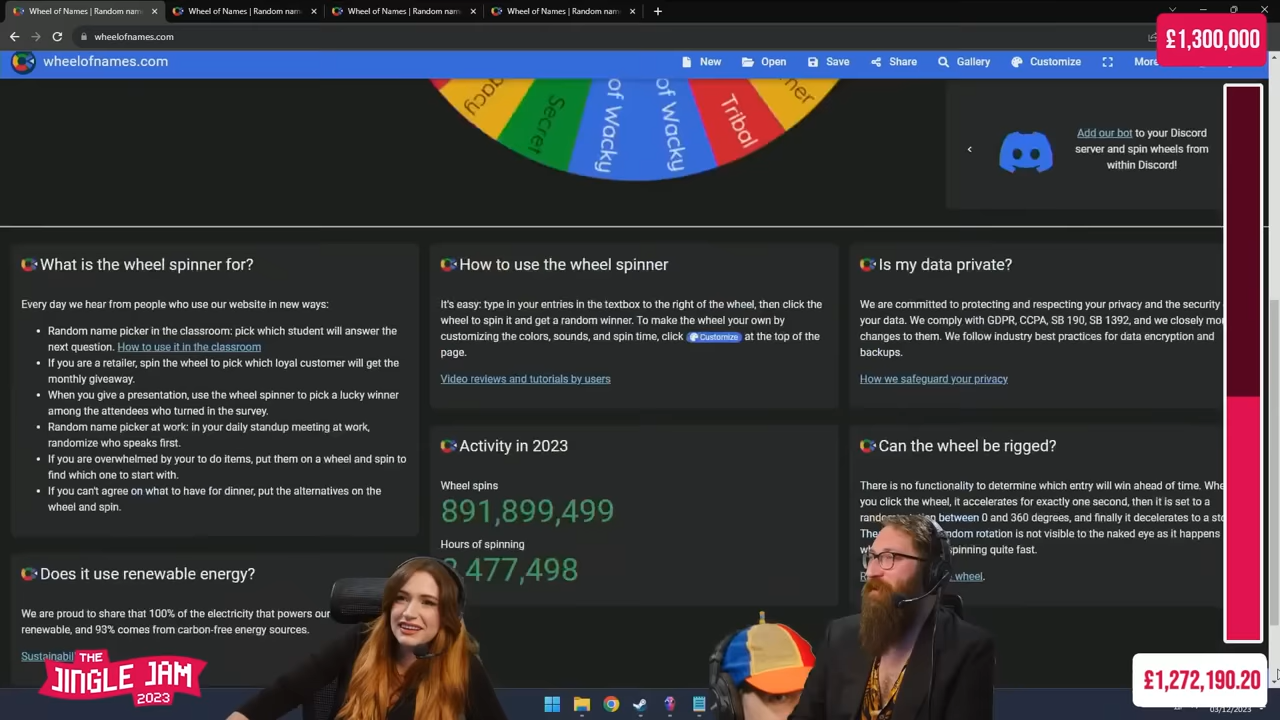 Wheel of Names | Random nam
Wheel of Names | Random nam
Wheel of Names | Random nam
Wheel of Names | Random nam
wheelofnames.com
£1,300,000
wheelofnames.com
New
Open
Save
Share
Gallery
Customize
More
Secret
of Wacky
of Wacky
Tribal
Add our bot to your Discord
server and spin wheels from
within Discord!
What is the wheel spinner for?
Every day we hear from people who use our website in new ways:
Random name picker in the classroom: pick which student will answer the
next question. How to use it in the classroom
If you are a retailer, spin the wheel to pick which loyal customer will get the
monthly giveaway.
When you give a presentation, use the wheel spinner to pick a lucky winner
among the attendees who turned in the survey.
Random name picker at work: in your daily standup meeting at work,
randomize who speaks first.
If you are overwhelmed by your to do items, put them on a wheel and spin to
find which one to start with.
If you can't agree on what to have for dinner, put the alternatives on the
wheel and spin.
How to use the wheel spinner
It's easy: type in your entries in the textbox to the right of the wheel, then click the
wheel to spin it and get a random winner. To make the wheel your own by
customizing the colors, sounds, and spin time, click Customize at the top of the
page.
Video reviews and tutorials by users
Is my data private?
We are committed to protecting and respecting your privacy and the security
your data. We comply with GDPR, CCPA, SB 190, SB 1392, and we closely mo
changes to them. We follow industry best practices for data encryption and
backups.
How we safeguard your privacy
Activity in 2023
Wheel spins
891,899,499
Hours of spinning
477,498
Can the wheel be rigged?
There is no functionality to determine which entry will win ahead of time. Whe
you click the wheel, it accelerates for exactly one second, then it is set to a
between 0 and 360 degrees, and finally it decelerates to a sto
rotation is not visible to the naked eye as it happens
spinning quite fast.
wheel.
Does it use renewable energy?
We are proud to share that 100% of the electricity that powers our
renewable, and 93% comes from carbon-free energy sources.
Sustainabil
THE
JINGLE JAM
2023
£1,272,190.20
03/12/2023